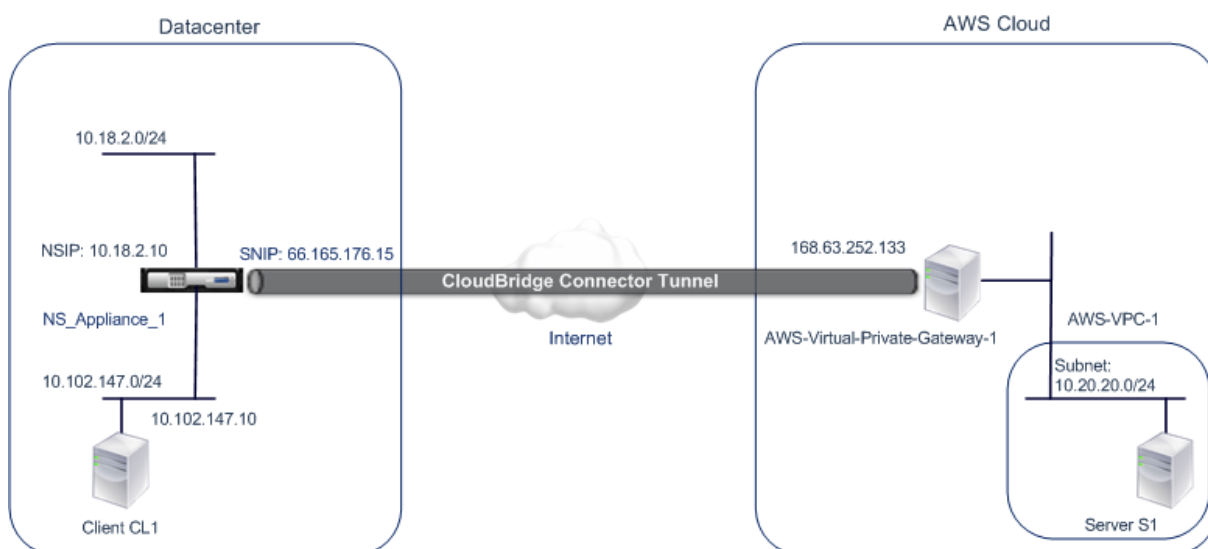 Datacenter
AWS Cloud
10.18.2.0/24
NSIP: 10.18.2.10
SNIP: 66.165.176.15
168.63.252.133
CloudBridge Connector Tunnel
NS_Appliance_1
Internet
AWS-Virtual-Private-Gateway-1
AWS-VPC-1
10.102.147.0/24
10.102.147.10
Subnet:
10.20.20.0/24
Client CL1
Server S1